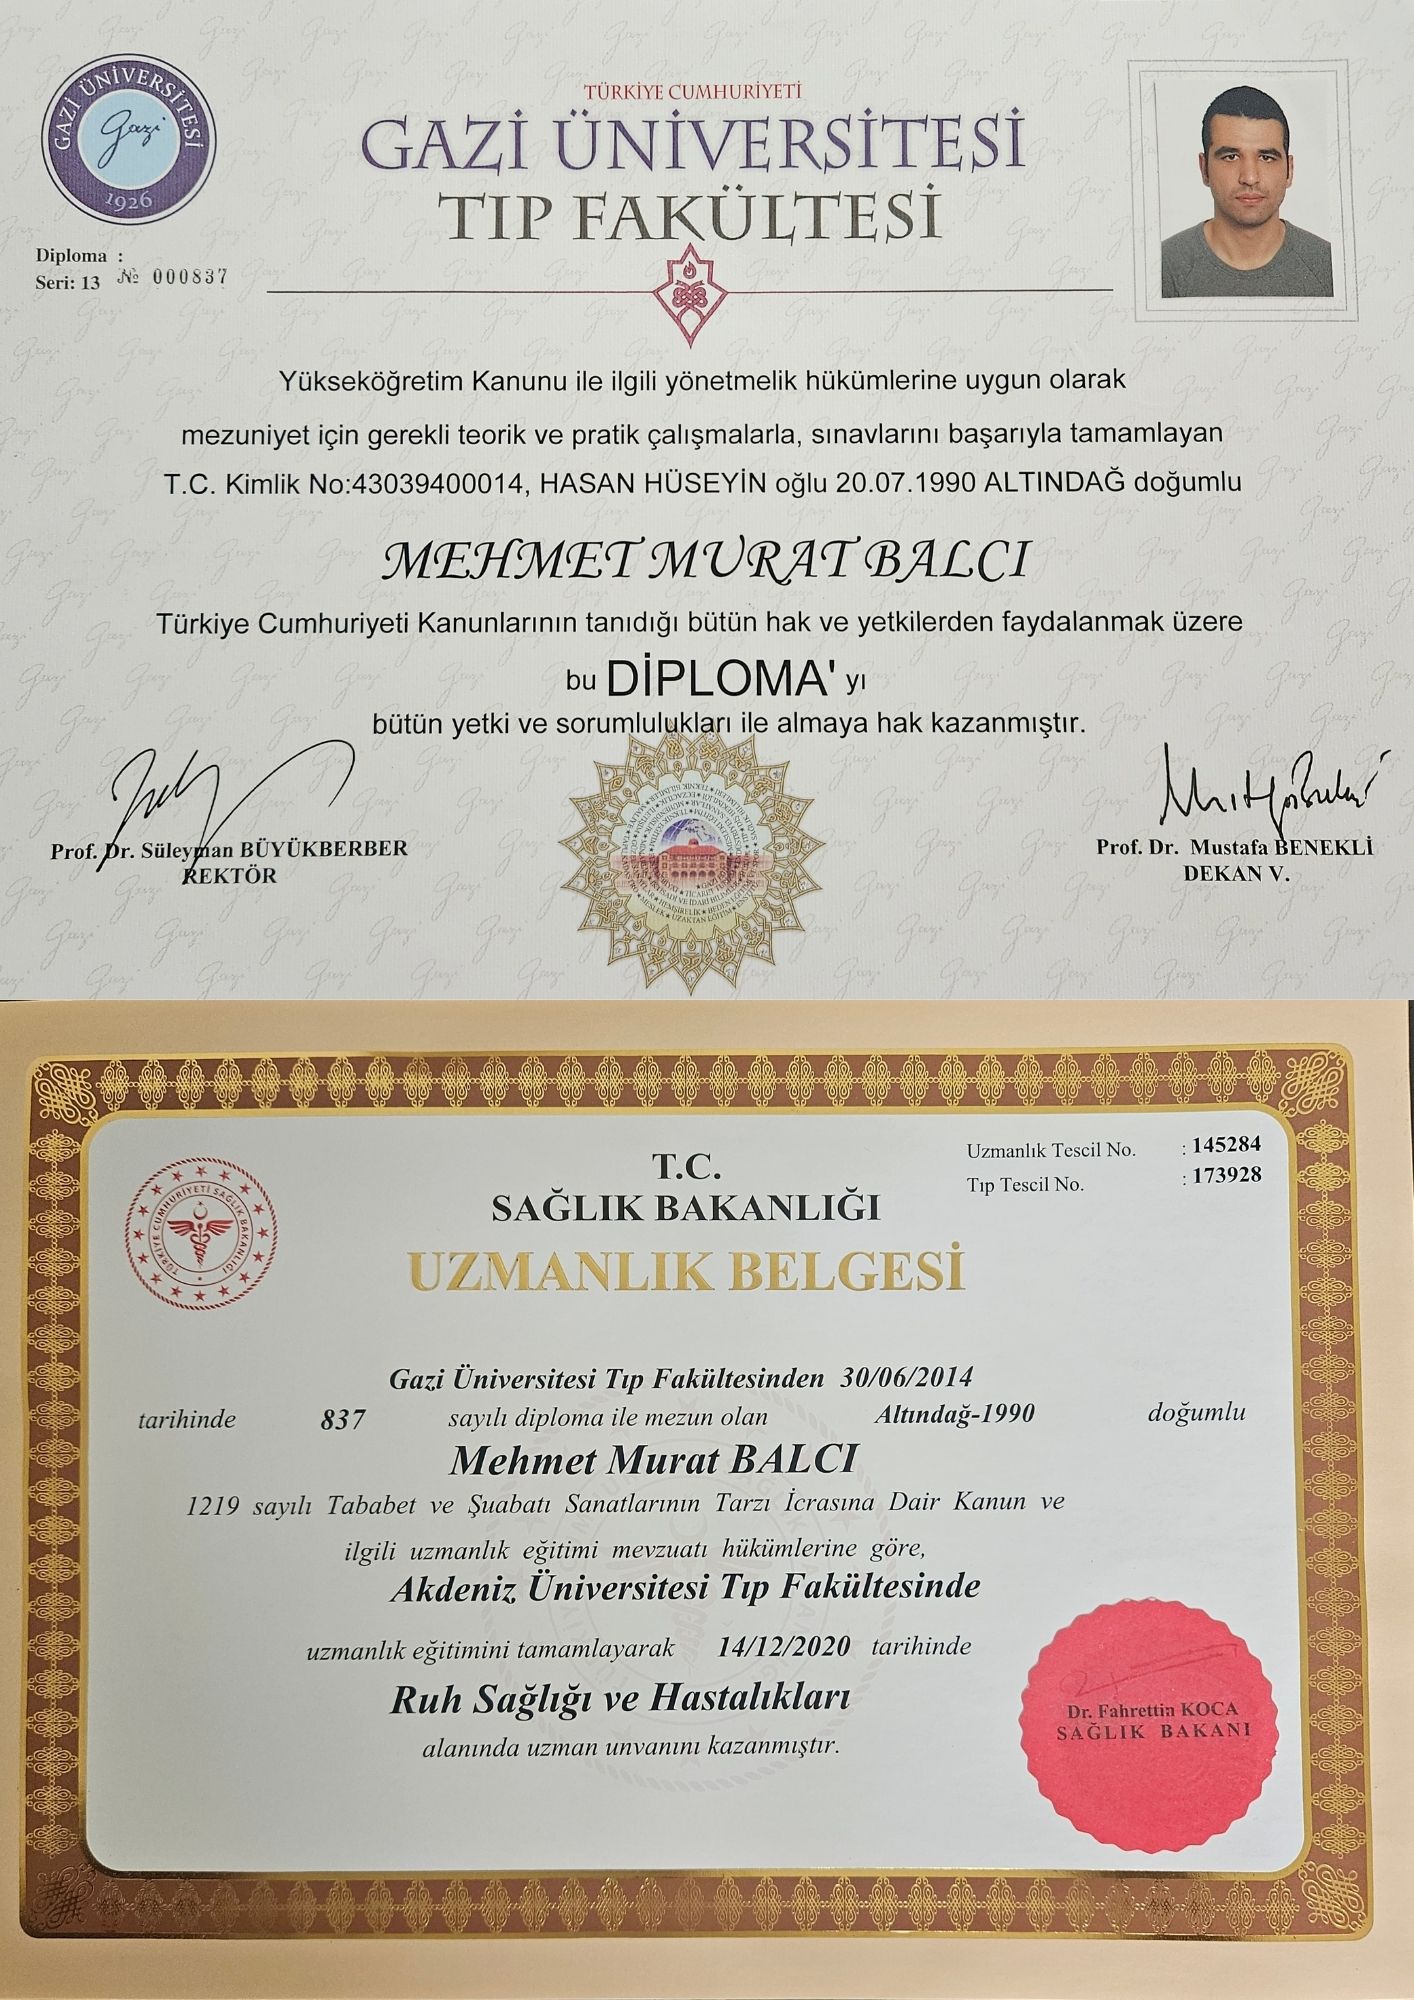 GAZİ ÜNİVERSİTESİ
Gazi
1926
TÜRKİYE CUMHURİYETİ
GAZİ ÜNİVERSİTESİ
TIP FAKÜLTESİ
Diploma :
Seri: 13 № 000837
Yükseköğretim Kanunu ile ilgili yönetmelik hükümlerine uygun olarak
mezuniyet için gerekli teorik ve pratik çalışmalarla, sınavlarını başarıyla tamamlayan
T.C. Kimlik No:43039400014, HASAN HÜSEYİN oğlu 20.07.1990 ALTINDAĞ doğumlu
MEHMET MURAT BALCI
Türkiye Cumhuriyeti Kanunlarının tanıdığı bütün hak ve yetkilerden faydalanmak üzere
bu DİPLOMA' yı
bütün yetki ve sorumlulukları ile almaya hak kazanmıştır.
Prof. Dr. Süleyman BÜYÜKBERBER
REKTÖR
Prof. Dr. Mustafa BENEKLİ
DEKAN V.
TÜRKİYE CUMHURİYETİ SAĞLIK BAKANLIĞI
T.C.
SAĞLIK BAKANLIĞI
UZMANLIK BELGESİ
Uzmanlık Tescil No. : 145284
Tıp Tescil No. : 173928
Gazi Üniversitesi Tıp Fakültesinden 30/06/2014
tarihinde 837 sayılı diploma ile mezun olan Altındağ-1990 doğumlu
Mehmet Murat BALCI
1219 sayılı Tababet ve Şuabatı Sanatlarının Tarzı İcrasına Dair Kanun ve
ilgili uzmanlık eğitimi mevzuatı hükümlerine göre,
Akdeniz Üniversitesi Tıp Fakültesinde
uzmanlık eğitimini tamamlayarak 14/12/2020 tarihinde
Ruh Sağlığı ve Hastalıkları
alanında uzman unvanını kazanmıştır.
Dr. Fahrettin KOCA
SAĞLIK BAKANI